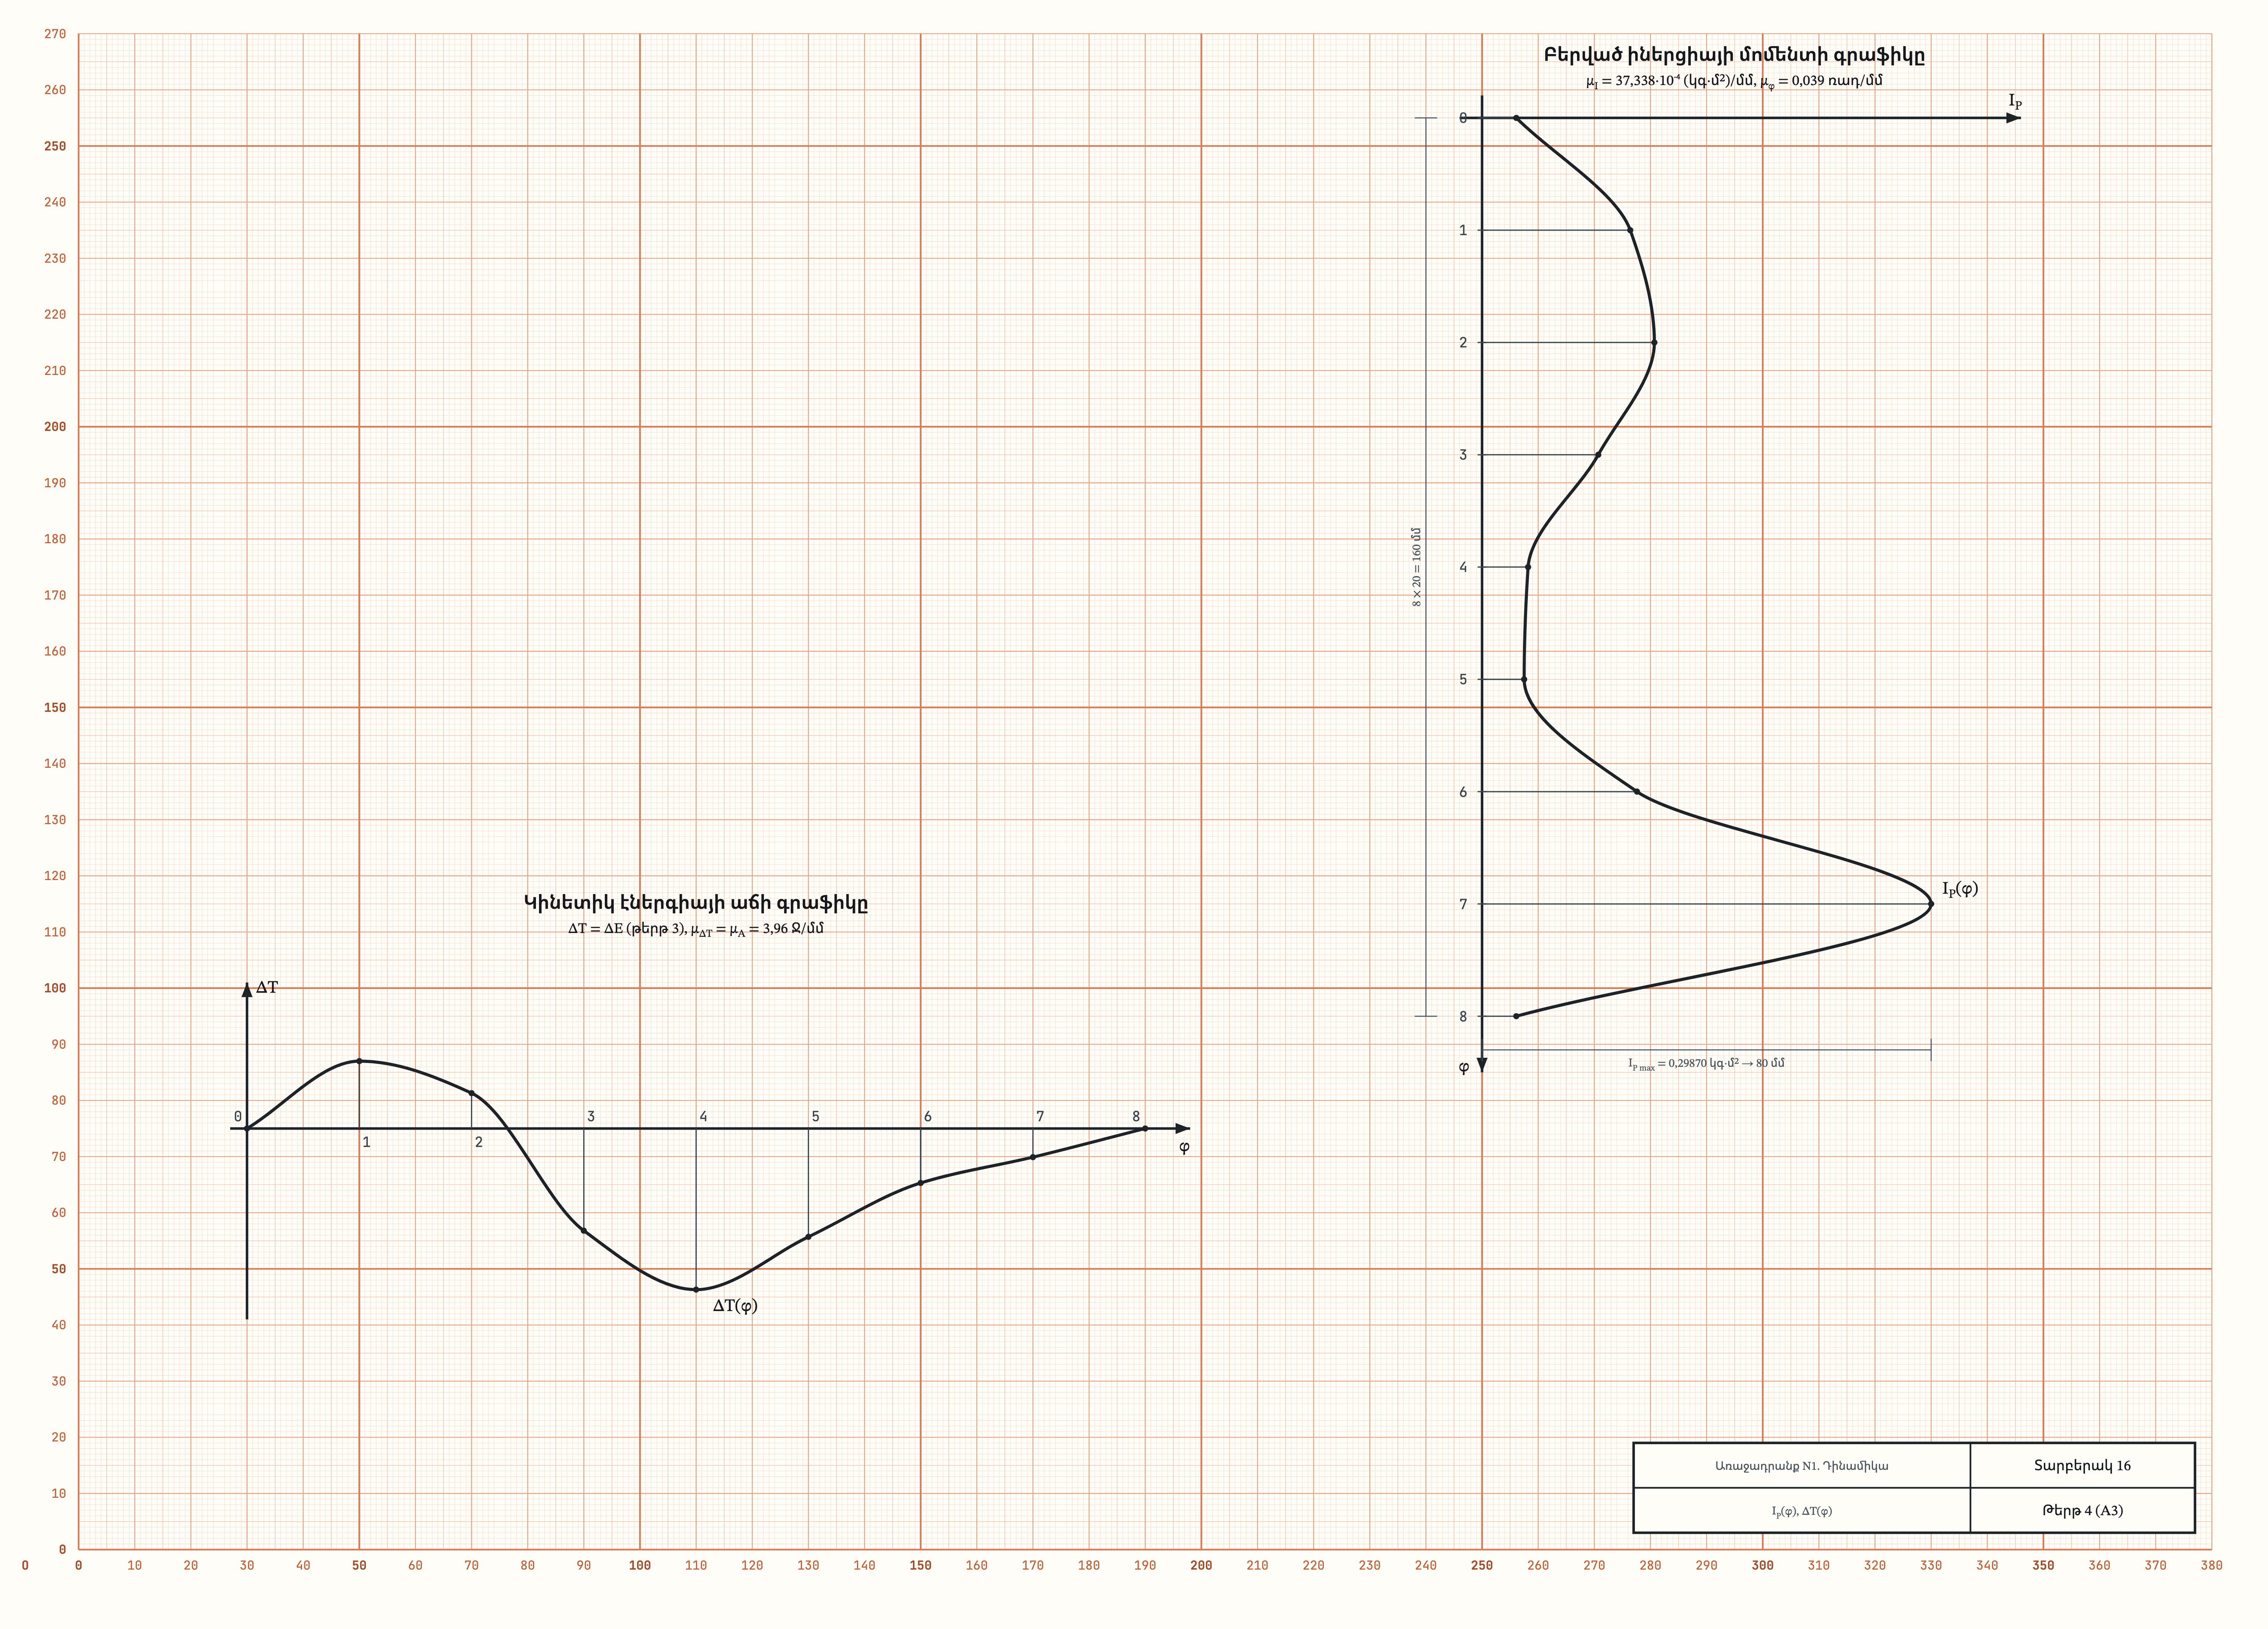 Բերված իներցիայի մոմենտի գրաֆիկը
μI = 37,338·10⁻⁴ (կգ·մ²)/մմ, μφ = 0,039 ռադ/մմ
IP
0
1
2
3
4
5
6
7
8
8 × 20 = 160 մմ
IP(φ)
φ
IP max = 0,29870 կգ·մ² → 80 մմ
Կինետիկ էներգիայի աճի գրաֆիկը
ΔT = ΔE (թերթ 3), μΔT = μA = 3,96 Ջ/մմ
ΔT
0 3 4 5 6 7 8
1 2
φ
ΔT(φ)
Առաջադրանք N1. Դինամիկա Տարբերակ 16
IP(φ), ΔT(φ) Թերթ 4 (A3)
270
260
250
240
230
220
210
200
190
180
170
160
150
140
130
120
110
100
90
80
70
60
50
40
30
20
10
0
0 0 10 20 30 40 50 60 70 80 90 100 110 120 130 140 150 160 170 180 190 200 210 220 230 240 250 260 270 280 290 300 310 320 330 340 350 360 370 380